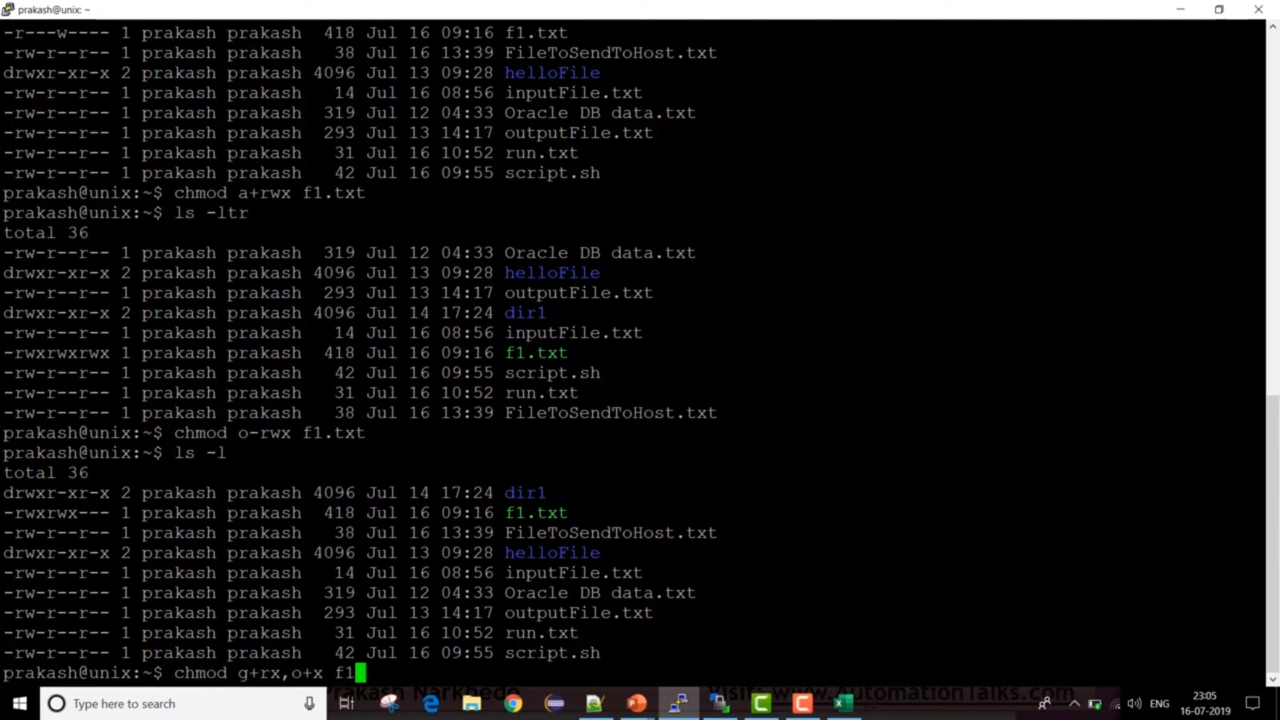 prakash@unix: ~
-r---w---- 1 prakash prakash  418 Jul 16 09:16 f1.txt
-rw-r--r-- 1 prakash prakash   38 Jul 16 13:39 FileToSendToHost.txt
drwxr-xr-x 2 prakash prakash 4096 Jul 13 09:28 helloFile
-rw-r--r-- 1 prakash prakash   14 Jul 16 08:56 inputFile.txt
-rw-r--r-- 1 prakash prakash  319 Jul 12 04:33 Oracle DB data.txt
-rw-r--r-- 1 prakash prakash  293 Jul 13 14:17 outputFile.txt
-rw-r--r-- 1 prakash prakash   31 Jul 16 10:52 run.txt
-rw-r--r-- 1 prakash prakash   42 Jul 16 09:55 script.sh
prakash@unix:~$ chmod a+rwx f1.txt
prakash@unix:~$ ls -ltr
total 36
-rw-r--r-- 1 prakash prakash  319 Jul 12 04:33 Oracle DB data.txt
drwxr-xr-x 2 prakash prakash 4096 Jul 13 09:28 helloFile
-rw-r--r-- 1 prakash prakash  293 Jul 13 14:17 outputFile.txt
drwxr-xr-x 2 prakash prakash 4096 Jul 14 17:24 dir1
-rw-r--r-- 1 prakash prakash   14 Jul 16 08:56 inputFile.txt
-rwxrwxrwx 1 prakash prakash  418 Jul 16 09:16 f1.txt
-rw-r--r-- 1 prakash prakash   42 Jul 16 09:55 script.sh
-rw-r--r-- 1 prakash prakash   31 Jul 16 10:52 run.txt
-rw-r--r-- 1 prakash prakash   38 Jul 16 13:39 FileToSendToHost.txt
prakash@unix:~$ chmod o-rwx f1.txt
prakash@unix:~$ ls -l
total 36
drwxr-xr-x 2 prakash prakash 4096 Jul 14 17:24 dir1
-rwxrwx--- 1 prakash prakash  418 Jul 16 09:16 f1.txt
-rw-r--r-- 1 prakash prakash   38 Jul 16 13:39 FileToSendToHost.txt
drwxr-xr-x 2 prakash prakash 4096 Jul 13 09:28 helloFile
-rw-r--r-- 1 prakash prakash   14 Jul 16 08:56 inputFile.txt
-rw-r--r-- 1 prakash prakash  319 Jul 12 04:33 Oracle DB data.txt
-rw-r--r-- 1 prakash prakash  293 Jul 13 14:17 outputFile.txt
-rw-r--r-- 1 prakash prakash   31 Jul 16 10:52 run.txt
-rw-r--r-- 1 prakash prakash   42 Jul 16 09:55 script.sh
prakash@unix:~$ chmod g+rx,o+x f1
Type here to search
ENG
23:05
16-07-2019